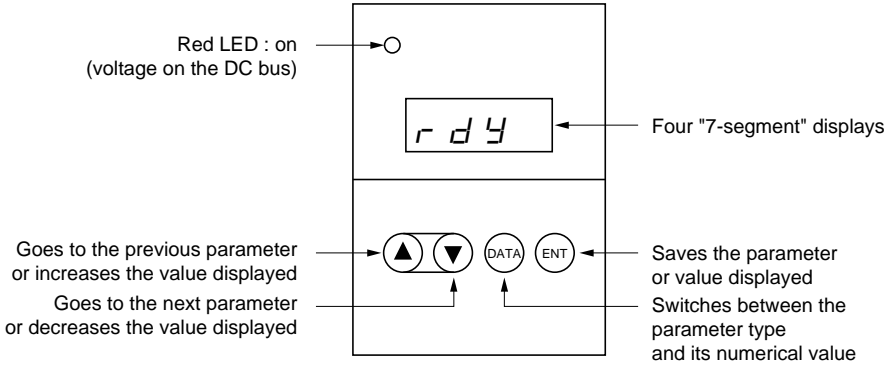 Red LED : on
(voltage on the DC bus)
r d y
Four "7-segment" displays
Goes to the previous parameter
or increases the value displayed
Goes to the next parameter
or decreases the value displayed
DATA
ENT
Saves the parameter
or value displayed
Switches between the
parameter type
and its numerical value